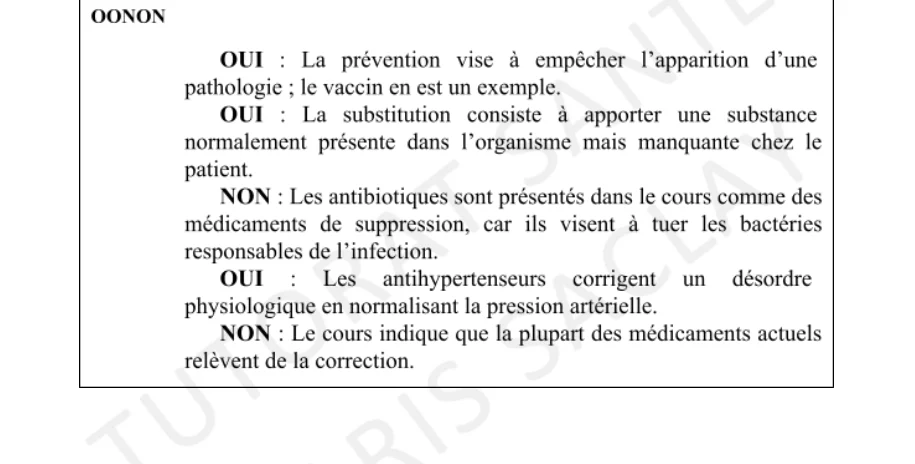 OONON
OUI : La prévention vise à empêcher l’apparition d’une
pathologie ; le vaccin en est un exemple.
OUI : La substitution consiste à apporter une substance
normalement présente dans l’organisme mais manquante chez le
patient.
NON : Les antibiotiques sont présentés dans le cours comme des
médicaments de suppression, car ils visent à tuer les bactéries
responsables de l’infection.
OUI : Les antihypertenseurs corrigent un désordre
physiologique en normalisant la pression artérielle.
NON : Le cours indique que la plupart des médicaments actuels
relèvent de la correction.
TUTORAT SANTE
PARIS SACLAY